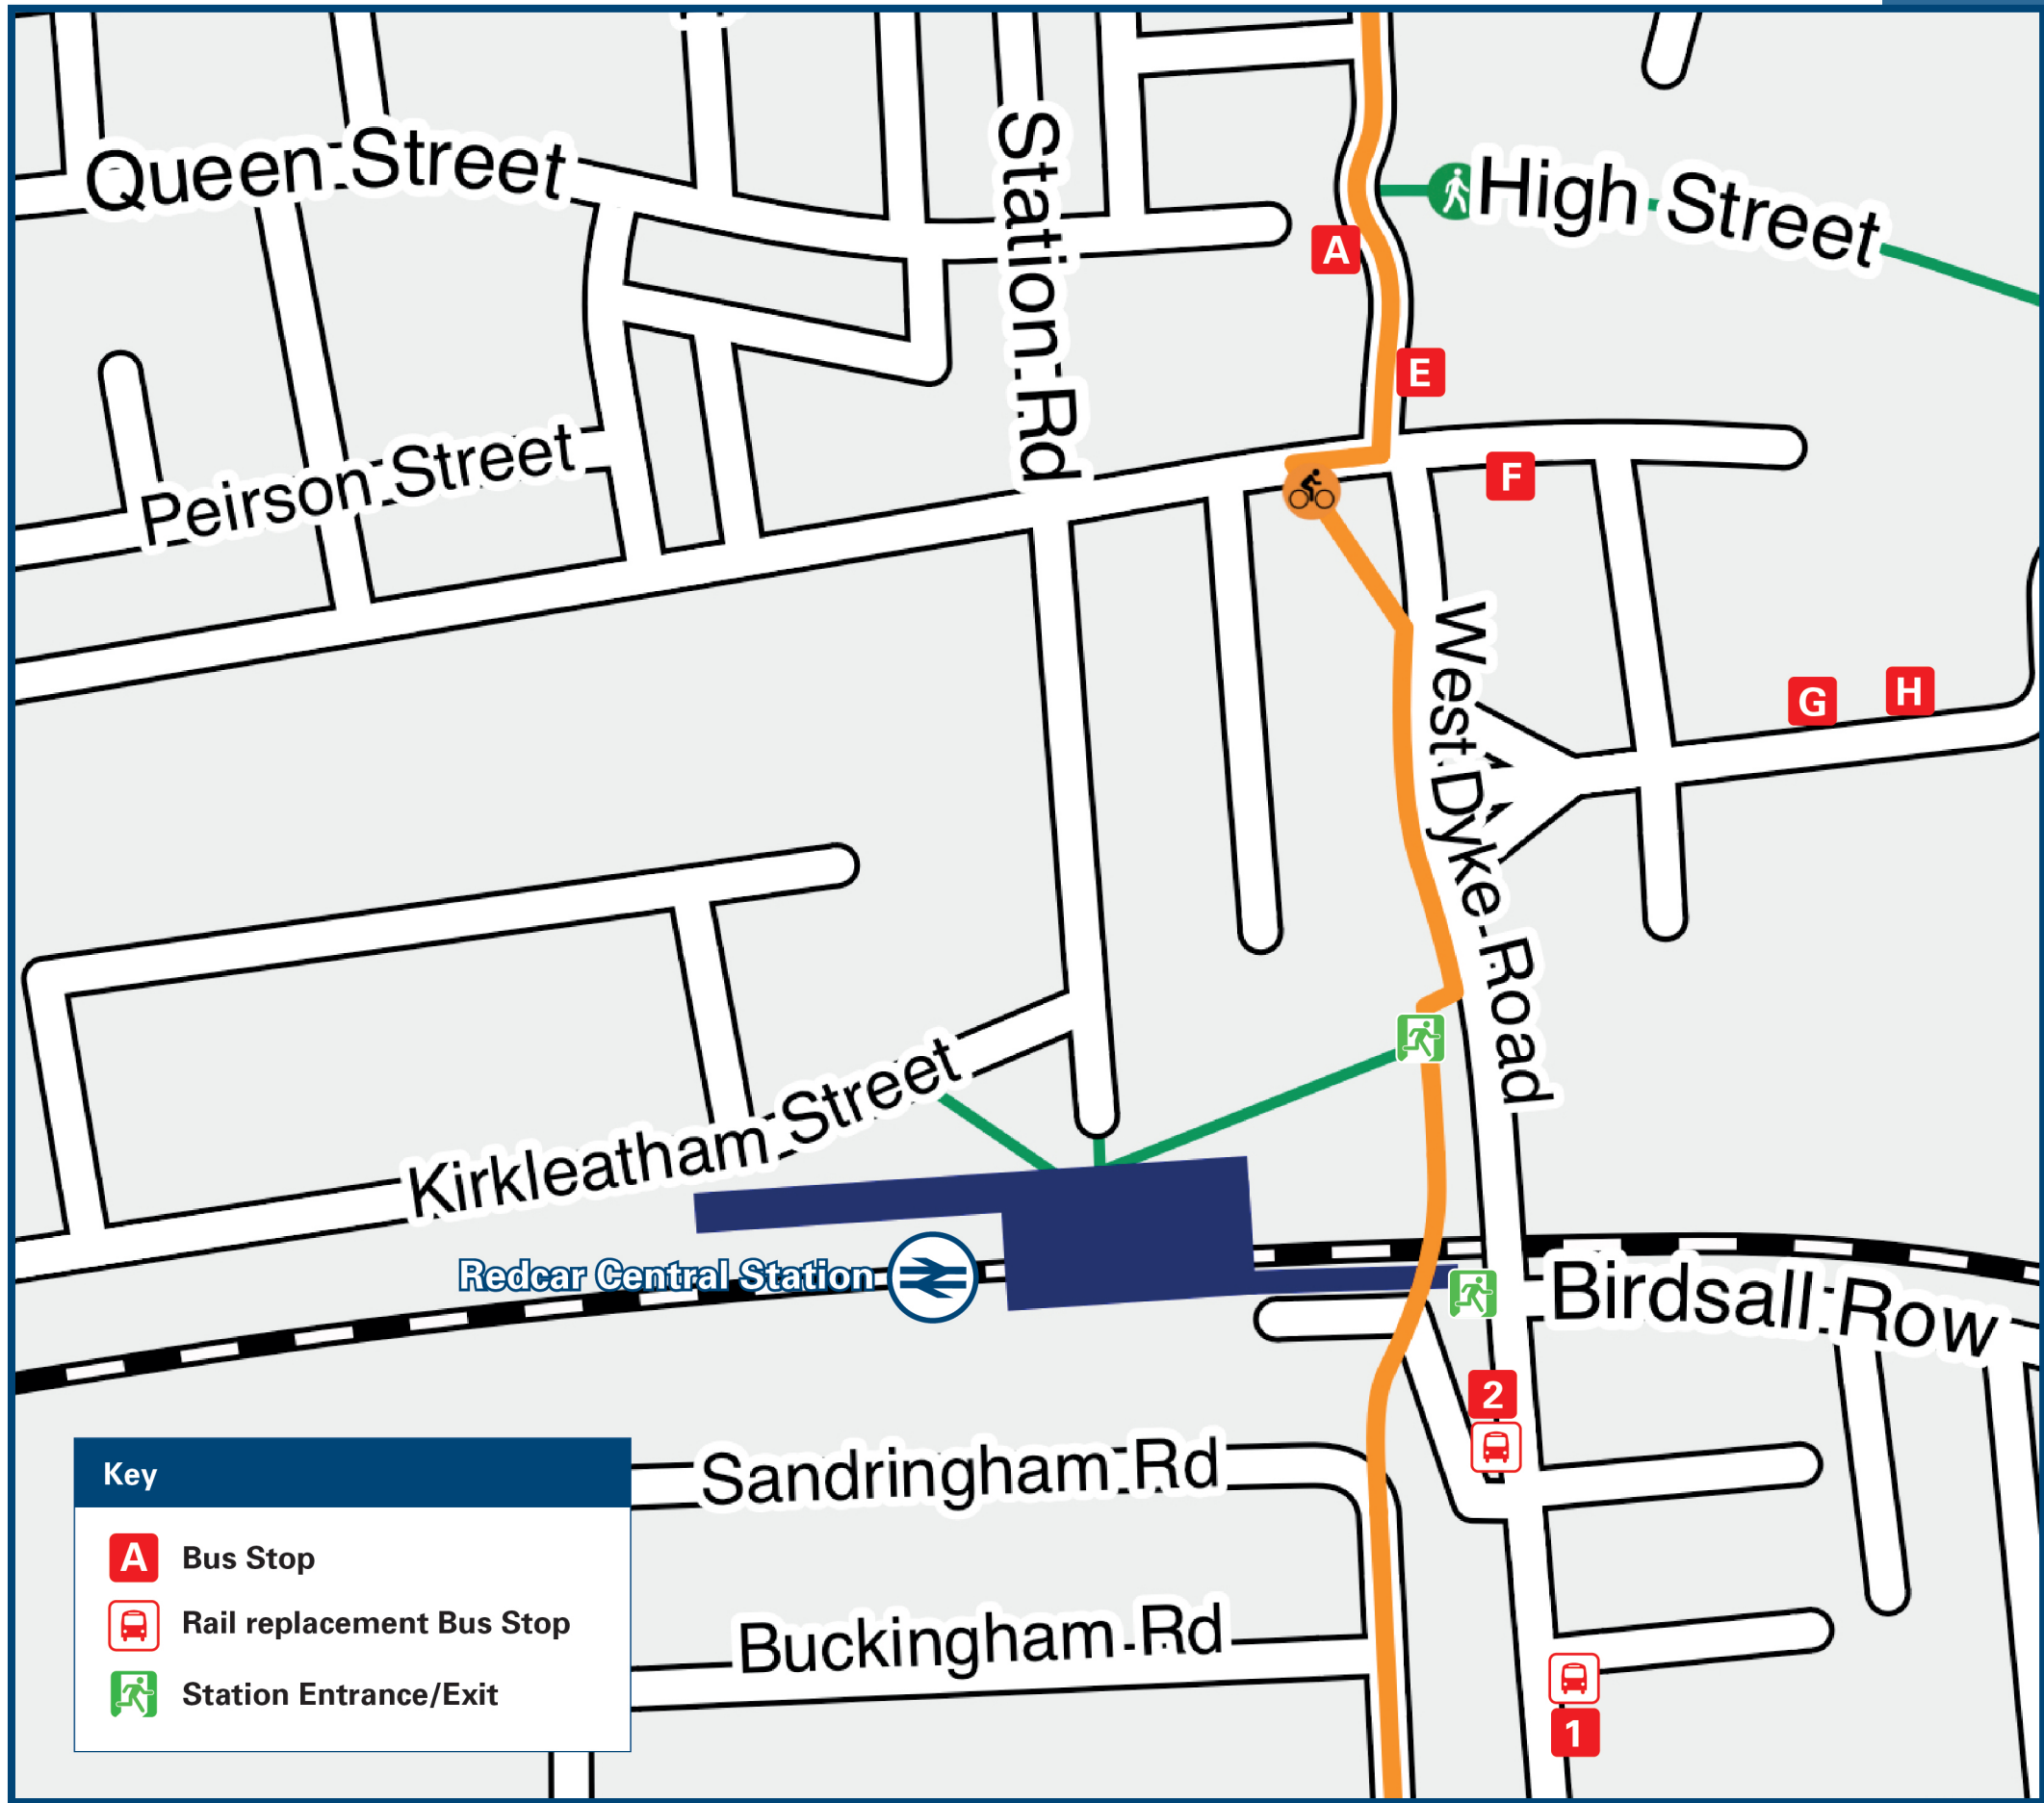 Queen Street
Station Rd
High Street
A
E
Peirson Street
F
West Dyke Road
G
H
Kirkleatham Street
Redcar Central Station
Birdsall Row
2
Sandringham Rd
Buckingham Rd
1
Key
A Bus Stop
Rail replacement Bus Stop
Station Entrance/Exit